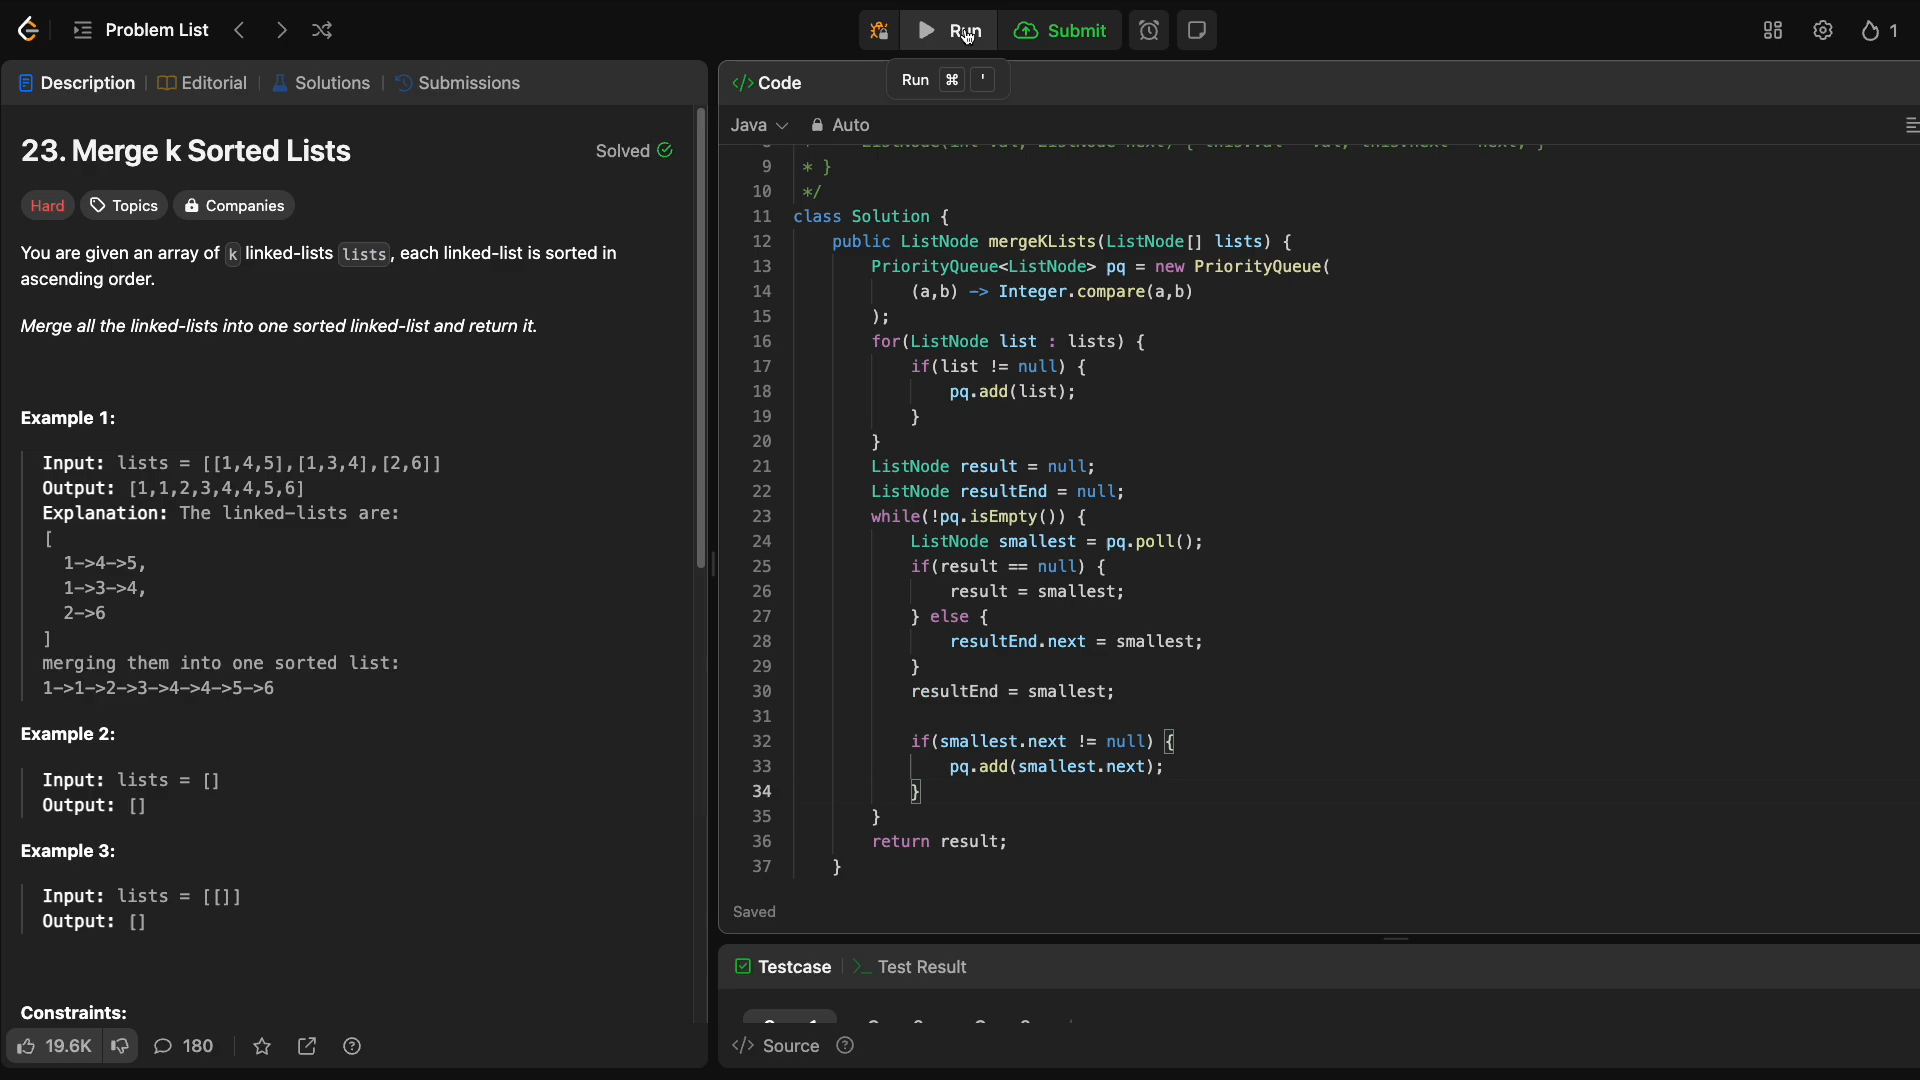 Problem List
Run
Submit
1
Description
Editorial
Solutions
Submissions
</> Code
Run ⌘ '
Java
Auto
23. Merge k Sorted Lists
Solved
Hard
Topics
Companies
You are given an array of k linked-lists lists, each linked-list is sorted in
ascending order.
Merge all the linked-lists into one sorted linked-list and return it.
Example 1:
Input: lists = [[1,4,5],[1,3,4],[2,6]]
Output: [1,1,2,3,4,4,5,6]
Explanation: The linked-lists are:
[
1->4->5,
1->3->4,
2->6
]
merging them into one sorted list:
1->1->2->3->4->4->5->6
Example 2:
Input: lists = []
Output: []
Example 3:
Input: lists = [[]]
Output: []
Constraints:
19.6K
180
9 * }
10 */
11 class Solution {
12 public ListNode mergeKLists(ListNode[] lists) {
13 PriorityQueue<ListNode> pq = new PriorityQueue(
14 (a,b) -> Integer.compare(a,b)
15 );
16 for(ListNode list : lists) {
17 if(list != null) {
18 pq.add(list);
19 }
20 }
21 ListNode result = null;
22 ListNode resultEnd = null;
23 while(!pq.isEmpty()) {
24 ListNode smallest = pq.poll();
25 if(result == null) {
26 result = smallest;
27 } else {
28 resultEnd.next = smallest;
29 }
30 resultEnd = smallest;
31
32 if(smallest.next != null) {
33 pq.add(smallest.next);
34 }
35 }
36 return result;
37 }
Saved
Testcase
Test Result
</> Source